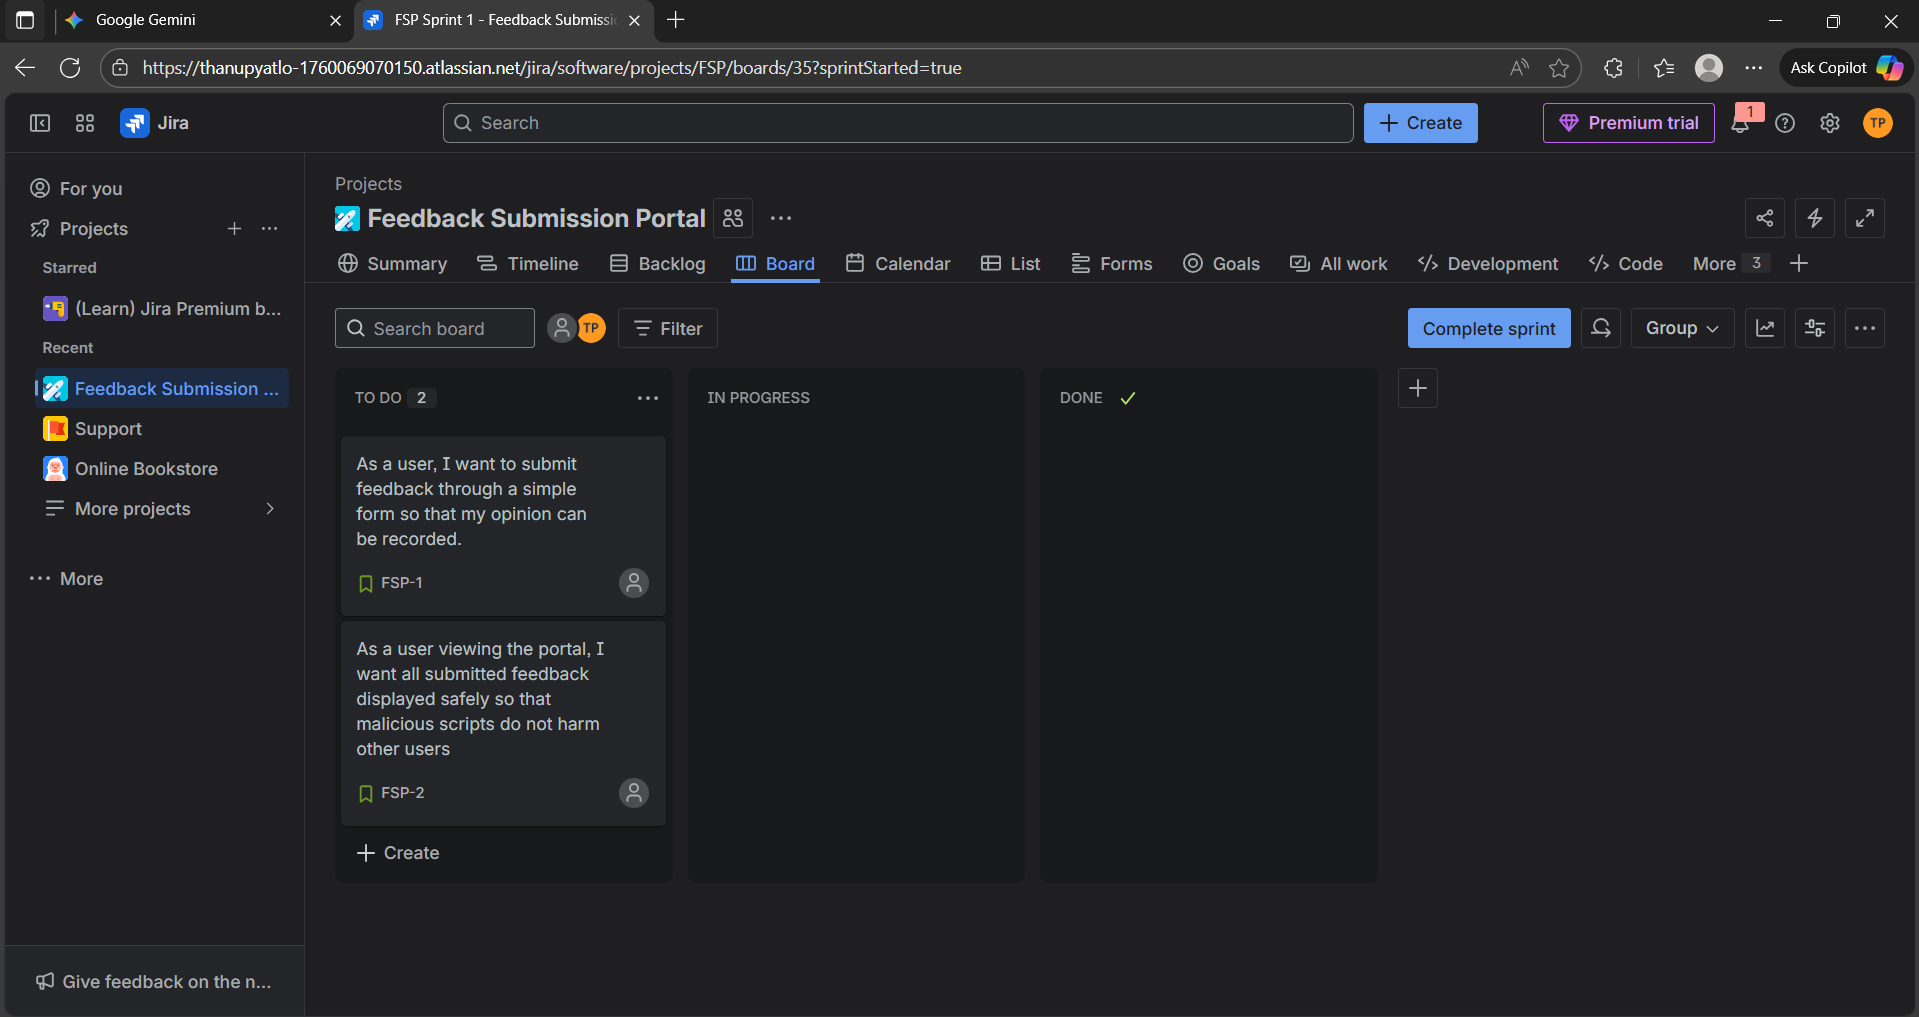 Google Gemini
FSP Sprint 1 - Feedback Submissi
https://thanupyatlo-1760069070150.atlassian.net/jira/software/projects/FSP/boards/35?sprintStarted=true
Ask Copilot
Jira
Search
Create
Premium trial
1
TP
For you
Projects
Starred
(Learn) Jira Premium b...
Recent
Feedback Submission ...
Support
Online Bookstore
More projects
More
Give feedback on the n...
Projects
Feedback Submission Portal
Summary
Timeline
Backlog
Board
Calendar
List
Forms
Goals
All work
Development
Code
More 3
Search board
TP
Filter
Complete sprint
Group
TO DO 2
As a user, I want to submit
feedback through a simple
form so that my opinion can
be recorded.
FSP-1
As a user viewing the portal, I
want all submitted feedback
displayed safely so that
malicious scripts do not harm
other users
FSP-2
Create
IN PROGRESS
DONE